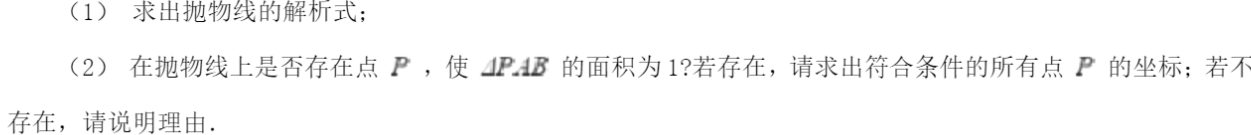 （1） 求出抛物线的解析式；
（2） 在抛物线上是否存在点 P ，使 ΔPAB 的面积为 1?若存在，请求出符合条件的所有点 P 的坐标；若不
存在，请说明理由．